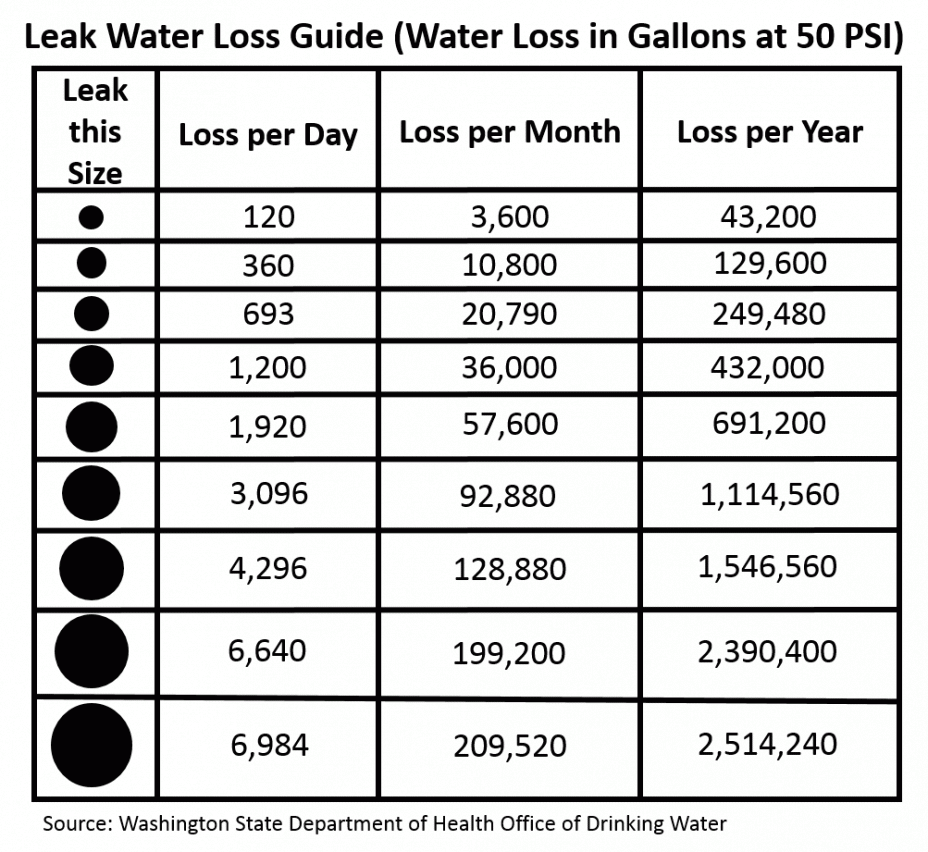 Leak Water Loss Guide (Water Loss in Gallons at 50 PSI)
Leak
this
Size
Loss per Day
Loss per Month
Loss per Year
120 3,600 43,200
360 10,800 129,600
693 20,790 249,480
1,200 36,000 432,000
1,920 57,600 691,200
3,096 92,880 1,114,560
4,296 128,880 1,546,560
6,640 199,200 2,390,400
6,984 209,520 2,514,240
Source: Washington State Department of Health Office of Drinking Water